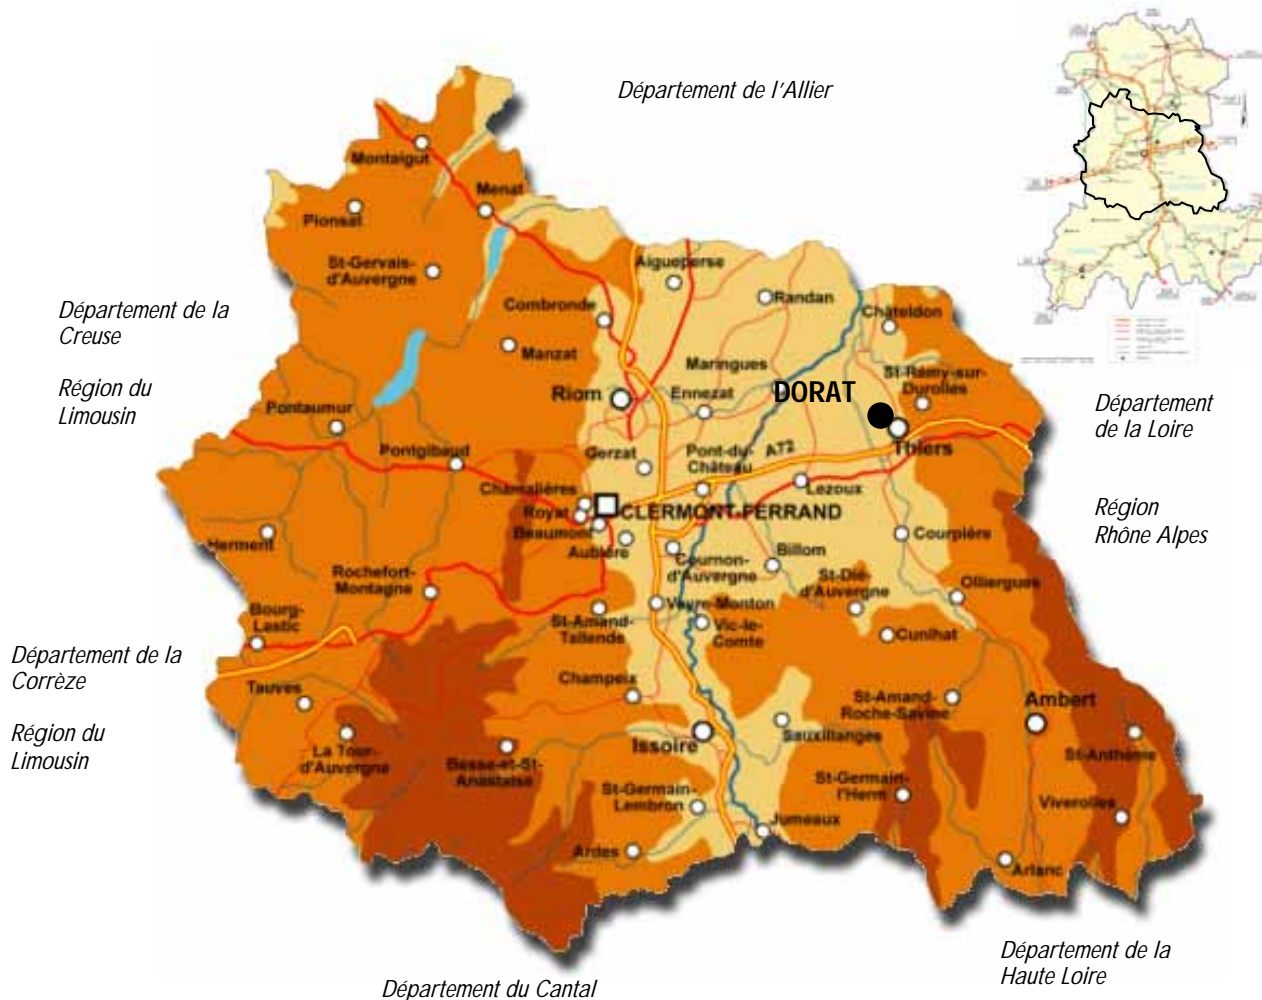 Département de l'Allier
Montaigut
Menat
Pionsat
St-Gervais-
d'Auvergne
Aigueperse
Randan
Combronde
Châteldon
Département de la
Creuse
Région du
Limousin
Manzat
Maringues
St-Rémy-sur-
Durolles
Riom
Ennezat
DORAT
Pontaumur
Thiers
Département
de la Loire
Pontgibaud
Gerzat
Pont-du-
Château
A72
Lezoux
Chamalières
Royat
CLERMONT-FERRAND
Beaumont
Aubière
Région
Rhône Alpes
Herment
Courpière
Cournon-
d'Auvergne
Billom
Rochefort-
Montagne
St-Dié-
d'Auvergne
Olliergues
Bourg-
Lastic
St-Amand-
Tallende
Veyre-Monton
Vic-le-
Comte
Cunlhat
Département de la
Corrèze
Région du
Limousin
Tauves
Champeix
St-Amand-
Roche-Savine
Ambert
La Tour-
d'Auvergne
Besse-et-St-
Anastaise
Issoire
Sauxillanges
St-Anthème
St-Germain-
Lembron
St-Germain-
l'Herm
Viverolles
Jumeaux
Ardes
Arlanc
Département de la
Haute Loire
Département du Cantal